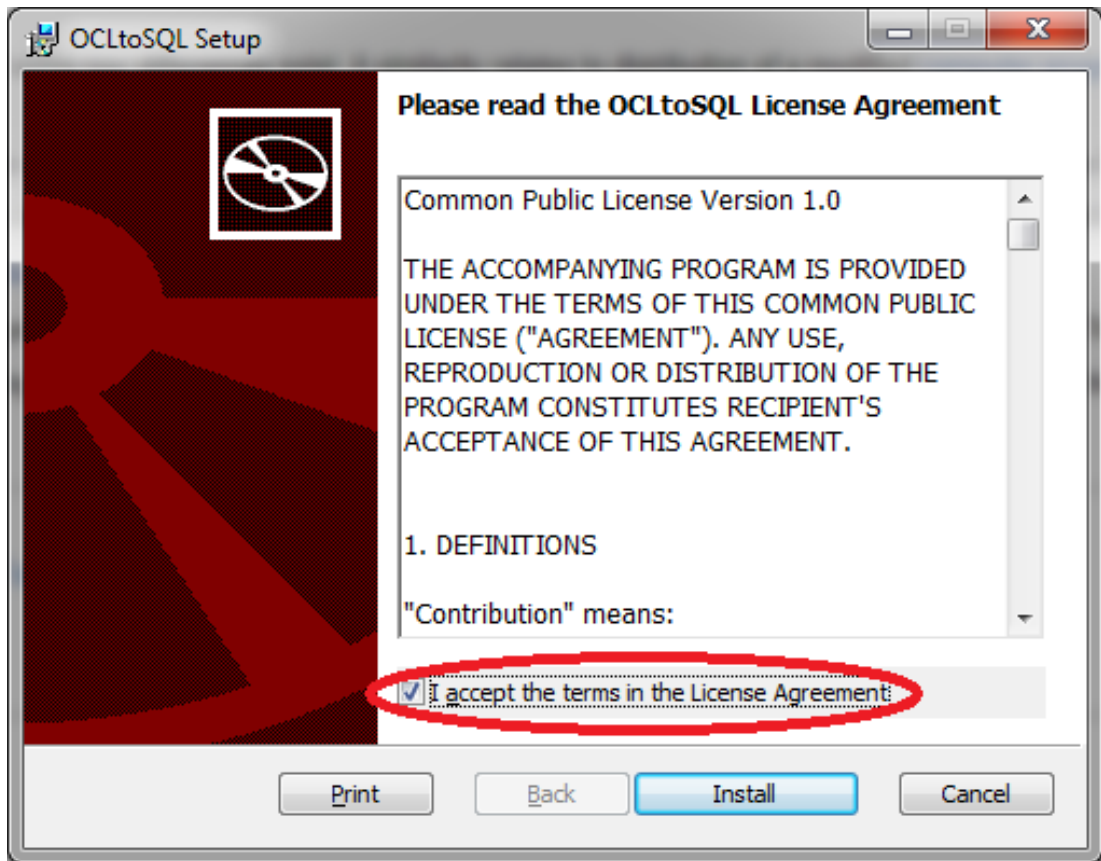 OCLtoSQL Setup
Please read the OCLtoSQL License Agreement
Common Public License Version 1.0
THE ACCOMPANYING PROGRAM IS PROVIDED
UNDER THE TERMS OF THIS COMMON PUBLIC
LICENSE ("AGREEMENT"). ANY USE,
REPRODUCTION OR DISTRIBUTION OF THE
PROGRAM CONSTITUTES RECIPIENT'S
ACCEPTANCE OF THIS AGREEMENT.
1. DEFINITIONS
"Contribution" means:
I accept the terms in the License Agreement
Print Back Install Cancel